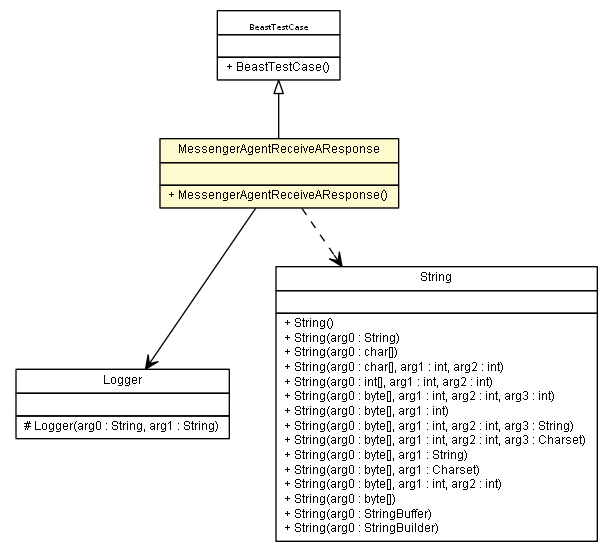 BeastTestCase
+ BeastTestCase()
MessengerAgentReceiveAResponse
+ MessengerAgentReceiveAResponse()
String
+ String()
+ String(arg0 : String)
+ String(arg0 : char[])
+ String(arg0 : char[], arg1 : int, arg2 : int)
+ String(arg0 : int[], arg1 : int, arg2 : int)
+ String(arg0 : byte[], arg1 : int, arg2 : int, arg3 : int)
+ String(arg0 : byte[], arg1 : int)
+ String(arg0 : byte[], arg1 : int, arg2 : int, arg3 : String)
+ String(arg0 : byte[], arg1 : int, arg2 : int, arg3 : Charset)
+ String(arg0 : byte[], arg1 : String)
+ String(arg0 : byte[], arg1 : Charset)
+ String(arg0 : byte[], arg1 : int, arg2 : int)
+ String(arg0 : byte[])
+ String(arg0 : StringBuffer)
+ String(arg0 : StringBuilder)
Logger
# Logger(arg0 : String, arg1 : String)